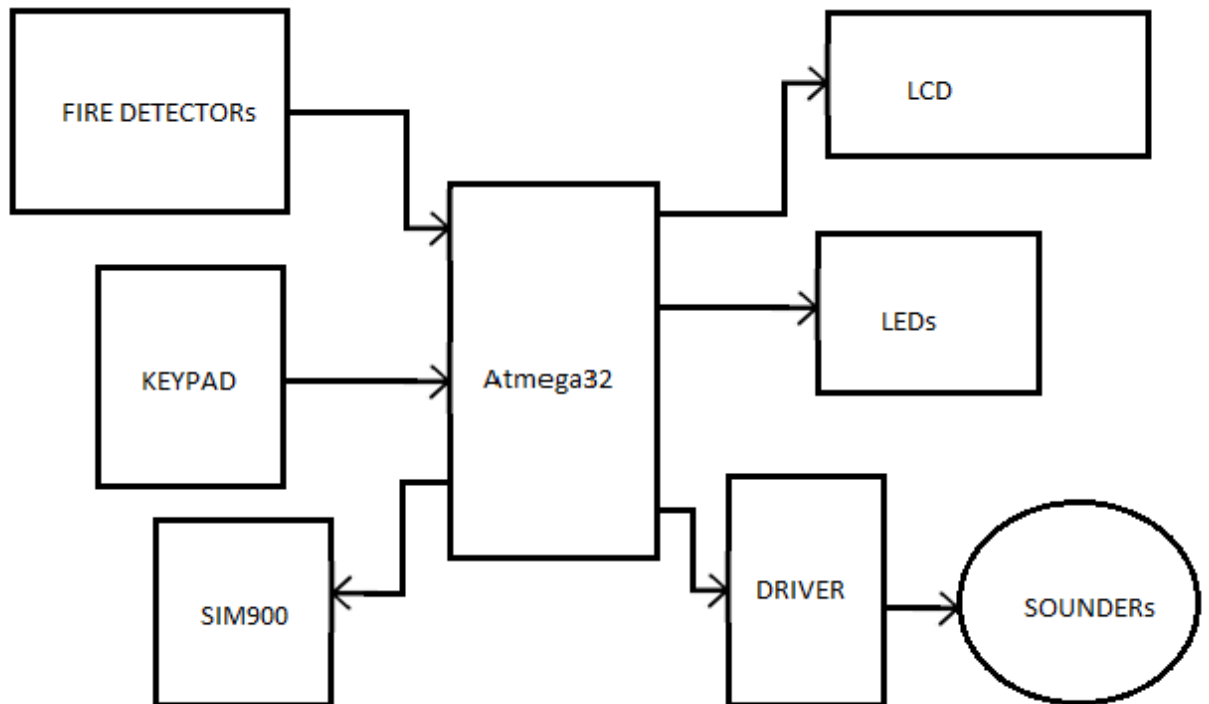 FIRE DETECTORs
LCD
KEYPAD
Atmega32
LEDs
SIM900
DRIVER
SOUNDERs